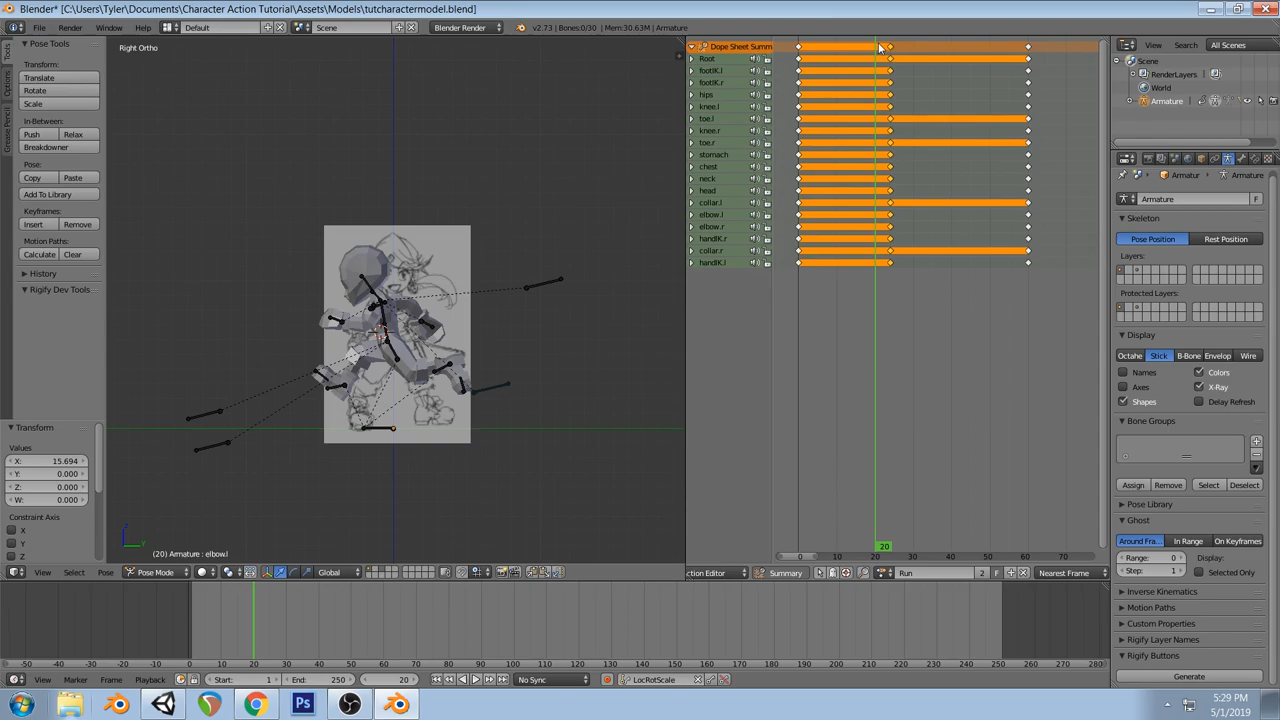 Blender* [C:\Users\Tyler\Documents\Character Action Tutorial\Assets\Models\tutcharactermodel.blend]
File Render Window Help Default Scene Blender Render v2.73 | Bones:0/30 | Mem:30.63M | Armature
Tools
Options
Grease Pencil
Pose Tools
Transform:
Translate
Rotate
Scale
In-Between:
Push Relax
Breakdowner
Pose:
Copy Paste
Add To Library
Keyframes:
Insert Remove
Motion Paths:
Calculate Clear
History
Rigify Dev Tools
Transform
Values
X: 15.694
Y: 0.000
Z: 0.000
W: 0.000
Constraint Axis
X
Y
Z
Right Ortho
(20) Armature : elbow.l
View Select Pose Pose Mode Global
Dope Sheet Summ
Root
footIK.l
footIK.r
hips
knee.l
toe.l
knee.r
toe.r
stomach
chest
neck
head
collar.l
elbow.l
elbow.r
handIK.r
collar.r
handIK.l
20
0 10 20 30 40 50 60 70
ction Editor Summary Run 2 F Nearest Frame
View Search All Scenes
Scene
RenderLayers
World
Armature
Armatur Armature
Armature F
Skeleton
Pose Position Rest Position
Layers:
Protected Layers:
Display
Octahe Stick B-Bone Envelop Wire
Names Colors
Axes X-Ray
Shapes Delay Refresh
Bone Groups
Assign Remove Select Deselect
Pose Library
Ghost
Around Fra... In Range On Keyframes
Range: 0 Display:
Step: 1 Selected Only
Inverse Kinematics
Motion Paths
Custom Properties
Rigify Layer Names
Rigify Buttons
Generate
-50 -40 -30 -20 -10 0 10 20 30 40 50 60 70 80 90 100 110 120 130 140 150 160 170 180 190 200 210 220 230 240 250 260 270 280
View Marker Frame Playback Start: 1 End: 250 20 No Sync LocRotScale
Ps
5:29 PM
5/1/2019